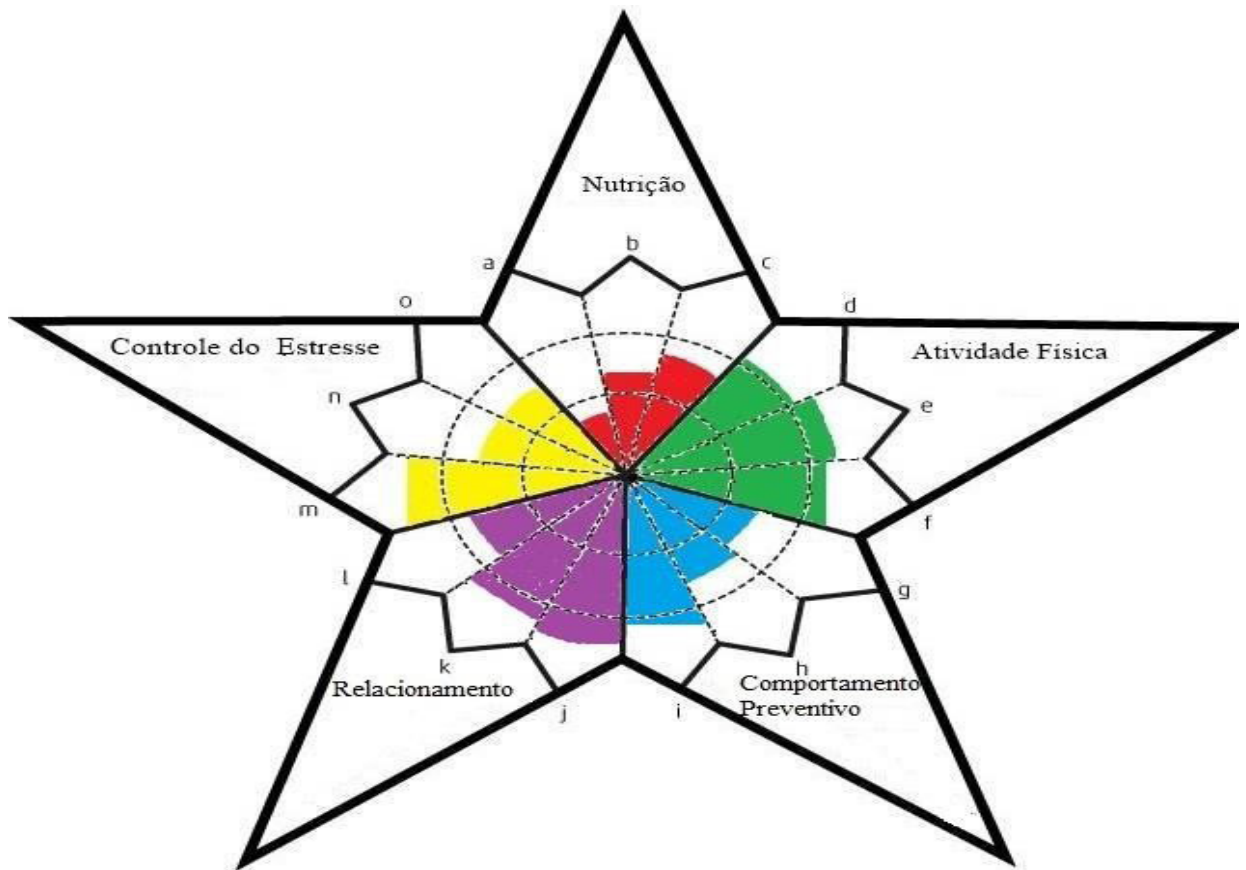 Nutrição
b
a
c
o
d
Controle do Estresse
Atividade Física
n
e
m
f
l
g
k
h
Relacionamento
Comportamento
Preventivo
j
i